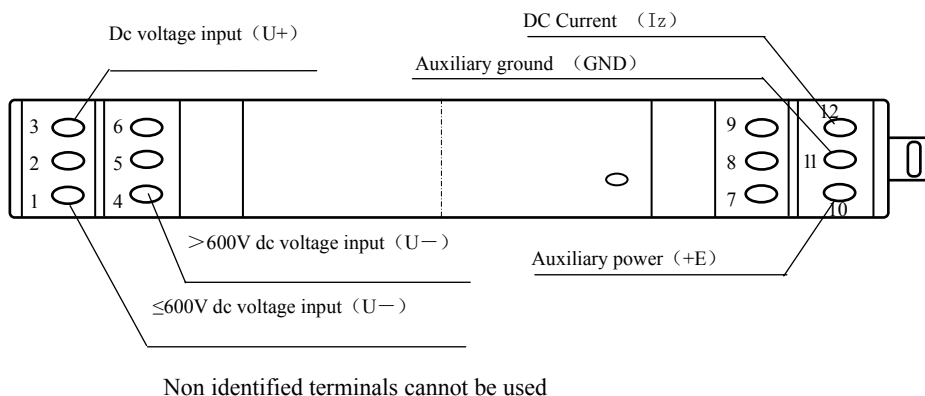 DC Current （Iz）
Dc voltage input（U+）
Auxiliary ground （GND）
3 6 9 12
2 5 8 11
1 4 7 10
＞600V dc voltage input（U－）
Auxiliary power（+E）
≤600V dc voltage input（U－）
Non identified terminals cannot be used